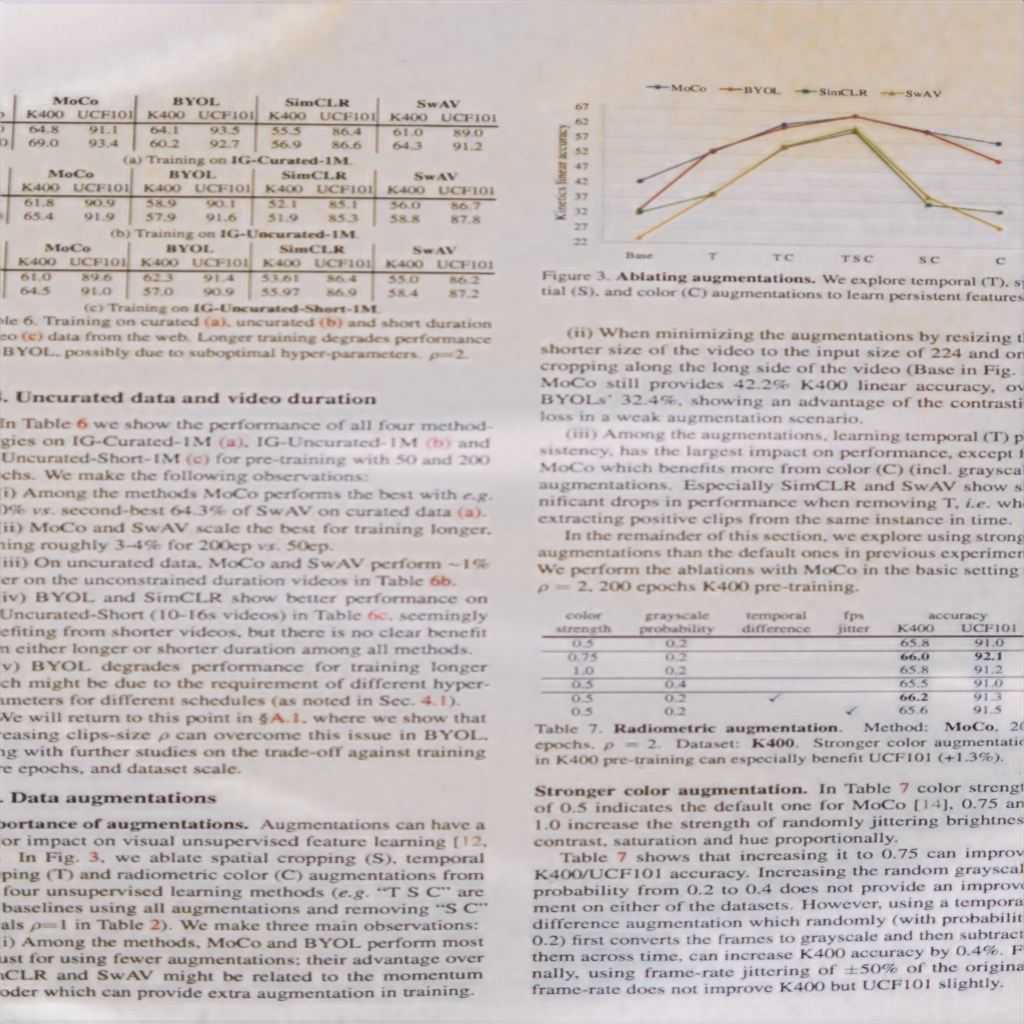 MoCo BYOL SimCLR SwAV
K400 UCF101 K400 UCF101 K400 UCF101 K400 UCF101
64.8 91.1 64.1 93.5 55.5 86.4 61.0 89.0
69.0 93.4 60.2 92.7 56.9 86.6 64.3 91.2
(a) Training on IG-Curated-1M.
MoCo BYOL SimCLR SwAV
K400 UCF101 K400 UCF101 K400 UCF101 K400 UCF101
61.8 90.9 58.9 90.1 52.1 85.1 56.0 86.7
65.4 91.9 57.9 91.6 51.9 85.3 58.8 87.8
(b) Training on IG-Uncurated-1M.
MoCo BYOL SimCLR SwAV
K400 UCF101 K400 UCF101 K400 UCF101 K400 UCF101
61.0 89.6 62.3 91.4 53.61 86.4 55.0 86.2
64.5 91.0 57.0 90.9 55.97 86.9 58.4 87.2
(c) Training on IG-Uncurated-Short-1M.
le 6. Training on curated (a), uncurated (b) and short duration
eo (c) data from the web. Longer training degrades performance
BYOL, possibly due to suboptimal hyper-parameters. ρ=2.
. Uncurated data and video duration
In Table 6 we show the performance of all four method-
gies on IG-Curated-1M (a), IG-Uncurated-1M (b) and
Uncurated-Short-1M (c) for pre-training with 50 and 200
chs. We make the following observations:
i) Among the methods MoCo performs the best with e.g.
0% vs. second-best 64.3% of SwAV on curated data (a).
ii) MoCo and SwAV scale the best for training longer,
ning roughly 3-4% for 200ep vs. 50ep.
iii) On uncurated data, MoCo and SwAV perform ~1%
er on the unconstrained duration videos in Table 6b.
iv) BYOL and SimCLR show better performance on
Uncurated-Short (10-16s videos) in Table 6c, seemingly
efiting from shorter videos, but there is no clear benefit
m either longer or shorter duration among all methods.
v) BYOL degrades performance for training longer
ch might be due to the requirement of different hyper-
ameters for different schedules (as noted in Sec. 4.1).
We will return to this point in §A.1, where we show that
reasing clips-size ρ can overcome this issue in BYOL,
ng with further studies on the trade-off against training
re epochs, and dataset scale.
. Data augmentations
portance of augmentations. Augmentations can have a
or impact on visual unsupervised feature learning [12,
In Fig. 3, we ablate spatial cropping (S), temporal
ping (T) and radiometric color (C) augmentations from
four unsupervised learning methods (e.g. "T S C" are
baselines using all augmentations and removing "S C"
als ρ=1 in Table 2). We make three main observations:
i) Among the methods, MoCo and BYOL perform most
ust for using fewer augmentations; their advantage over
CLR and SwAV might be related to the momentum
oder which can provide extra augmentation in training.
MoCo BYOL SimCLR SwAV
Kinetics linear accuracy
67
62
57
52
47
42
37
32
27
22
Base T TC TSC SC C
Figure 3. Ablating augmentations. We explore temporal (T), sp
tial (S), and color (C) augmentations to learn persistent features
(ii) When minimizing the augmentations by resizing t
shorter size of the video to the input size of 224 and on
cropping along the long side of the video (Base in Fig.
MoCo still provides 42.2% K400 linear accuracy, ov
BYOLs' 32.4%, showing an advantage of the contrasti
loss in a weak augmentation scenario.
(iii) Among the augmentations, learning temporal (T) p
sistency, has the largest impact on performance, except f
MoCo which benefits more from color (C) (incl. grayscal
augmentations. Especially SimCLR and SwAV show si
nificant drops in performance when removing T, i.e. whe
extracting positive clips from the same instance in time.
In the remainder of this section, we explore using strong
augmentations than the default ones in previous experimen
We perform the ablations with MoCo in the basic setting
ρ = 2, 200 epochs K400 pre-training.
color grayscale temporal fps accuracy
strength probability difference jitter K400 UCF101
0.5 0.2 65.8 91.0
0.75 0.2 66.0 92.1
1.0 0.2 65.8 91.2
0.5 0.4 65.5 91.0
0.5 0.2 ✓ 66.2 91.3
0.5 0.2 ✓ 65.6 91.5
Table 7. Radiometric augmentation. Method: MoCo, 20
epochs, ρ = 2. Dataset: K400. Stronger color augmentatio
in K400 pre-training can especially benefit UCF101 (+1.3%).
Stronger color augmentation. In Table 7 color strengt
of 0.5 indicates the default one for MoCo [14], 0.75 an
1.0 increase the strength of randomly jittering brightnes
contrast, saturation and hue proportionally.
Table 7 shows that increasing it to 0.75 can improv
K400/UCF101 accuracy. Increasing the random grayscal
probability from 0.2 to 0.4 does not provide an improve
ment on either of the datasets. However, using a tempora
difference augmentation which randomly (with probabilit
0.2) first converts the frames to grayscale and then subtract
them across time, can increase K400 accuracy by 0.4%. F
nally, using frame-rate jittering of ±50% of the origina
frame-rate does not improve K400 but UCF101 slightly.